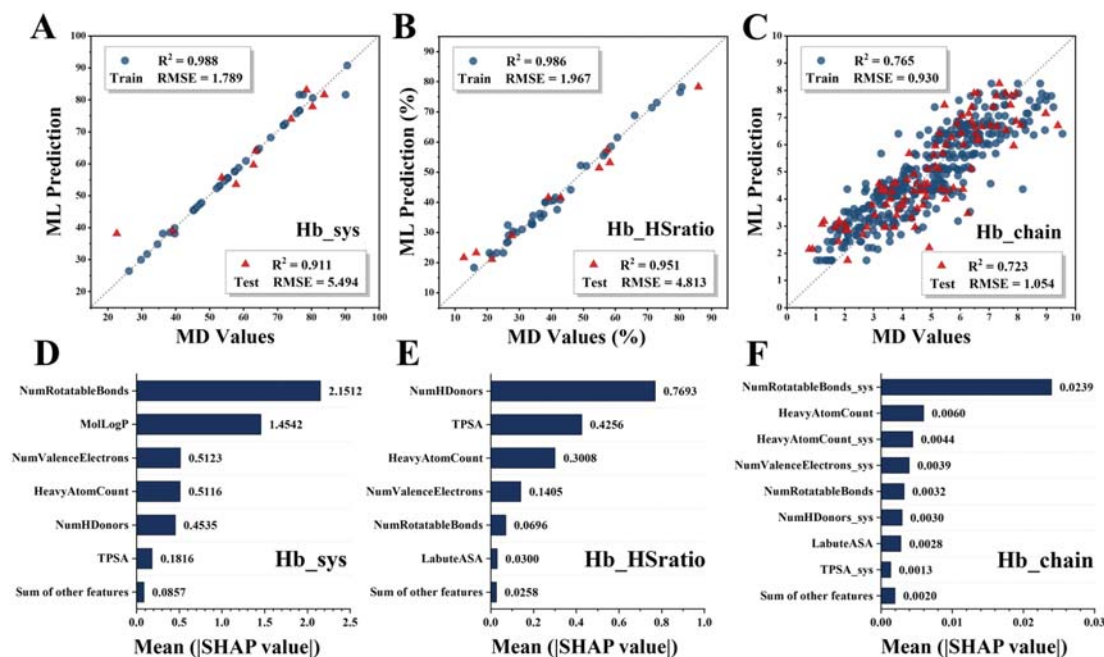 A
R² = 0.988
Train RMSE = 1.789
Hb_sys
R² = 0.911
Test RMSE = 5.494
ML Prediction
100
90
80
70
60
50
40
30
20
20 30 40 50 60 70 80 90 100
MD Values
B
R² = 0.986
Train RMSE = 1.967
Hb_HSratio
R² = 0.951
Test RMSE = 4.813
ML Prediction (%)
95
85
75
65
55
45
35
25
15
10 20 30 40 50 60 70 80 90
MD Values (%)
C
R² = 0.765
Train RMSE = 0.930
Hb_chain
R² = 0.723
Test RMSE = 1.054
ML Prediction
10
9
8
7
6
5
4
3
2
1
0
0 1 2 3 4 5 6 7 8 9 10
MD Values
D
NumRotatableBonds 2.1512
MolLogP 1.4542
NumValenceElectrons 0.5123
HeavyAtomCount 0.5116
NumHDonors 0.4535
TPSA 0.1816
Sum of other features 0.0857
Hb_sys
0.0 0.5 1.0 1.5 2.0 2.5
Mean (|SHAP value|)
E
NumHDonors 0.7693
TPSA 0.4256
HeavyAtomCount 0.3008
NumValenceElectrons 0.1405
NumRotatableBonds 0.0696
LabuteASA 0.0300
Sum of other features 0.0258
Hb_HSratio
0.0 0.2 0.4 0.6 0.8 1.0
Mean (|SHAP value|)
F
NumRotatableBonds_sys 0.0239
HeavyAtomCount 0.0060
HeavyAtomCount_sys 0.0044
NumValenceElectrons_sys 0.0039
NumRotatableBonds 0.0032
NumHDonors_sys 0.0030
LabuteASA 0.0028
TPSA_sys 0.0013
Sum of other features 0.0020
Hb_chain
0.00 0.01 0.02 0.03
Mean (|SHAP value|)